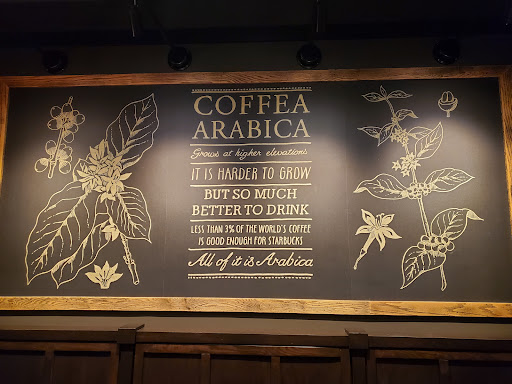 COFFEA
ARABICA
Grows at higher elevations
IT IS HARDER TO GROW
BUT SO MUCH
BETTER TO DRINK
LESS THAN 3% OF THE WORLD'S COFFEE
IS GOOD ENOUGH FOR STARBUCKS
All of it is Arabica